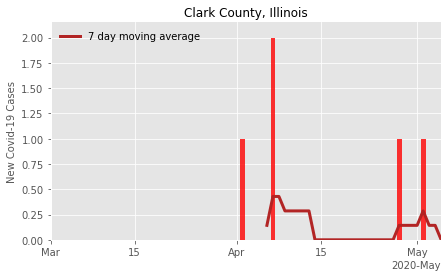 Clark County, Illinois
7 day moving average
New Covid-19 Cases
2.00
1.75
1.50
1.25
1.00
0.75
0.50
0.25
0.00
Mar
15
Apr
15
May
2020-May